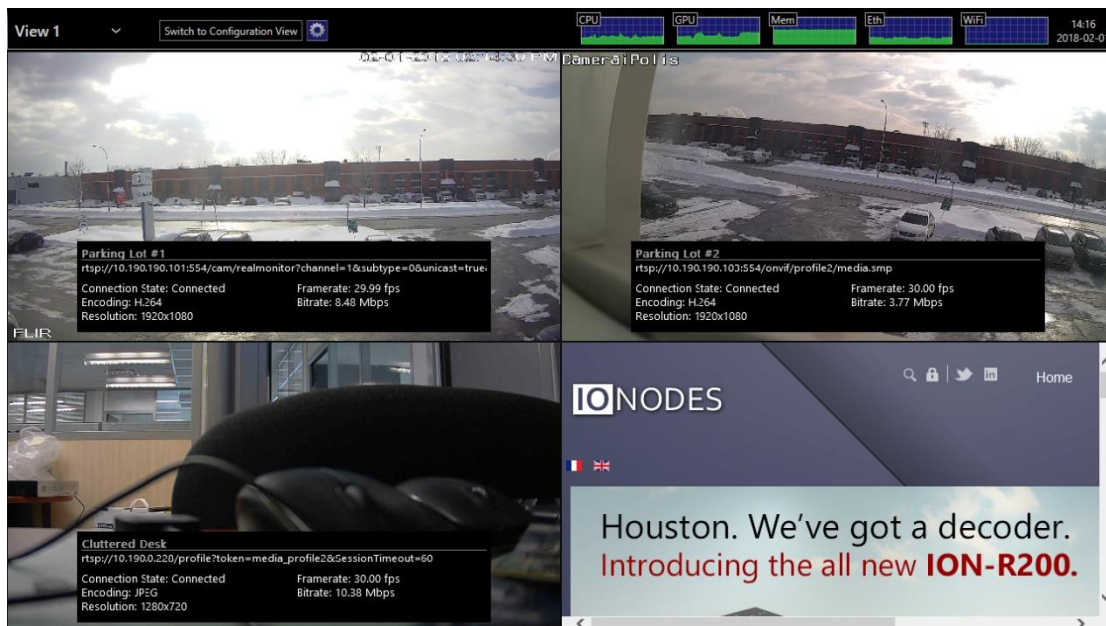 View 1
Switch to Configuration View
CPU
GPU
Mem
Eth
WiFi
14:16
2018-02-01
CameraiPolis
Parking Lot #1
rtsp://10.190.190.101:554/cam/realmonitor?channel=1&subtype=0&unicast=true&
Connection State: Connected
Framerate: 29.99 fps
Encoding: H.264
Bitrate: 8.48 Mbps
Resolution: 1920x1080
FLIR
Parking Lot #2
rtsp://10.190.190.103:554/onvif/profile2/media.smp
Connection State: Connected
Framerate: 30.00 fps
Encoding: H.264
Bitrate: 3.77 Mbps
Resolution: 1920x1080
Cluttered Desk
rtsp://10.190.0.228/profile?token=media_profile2&SessionTimeout=60
Connection State: Connected
Framerate: 30.00 fps
Encoding: JPEG
Bitrate: 10.38 Mbps
Resolution: 1280x720
IONODES
Home
Houston. We've got a decoder.
Introducing the all new ION-R200.